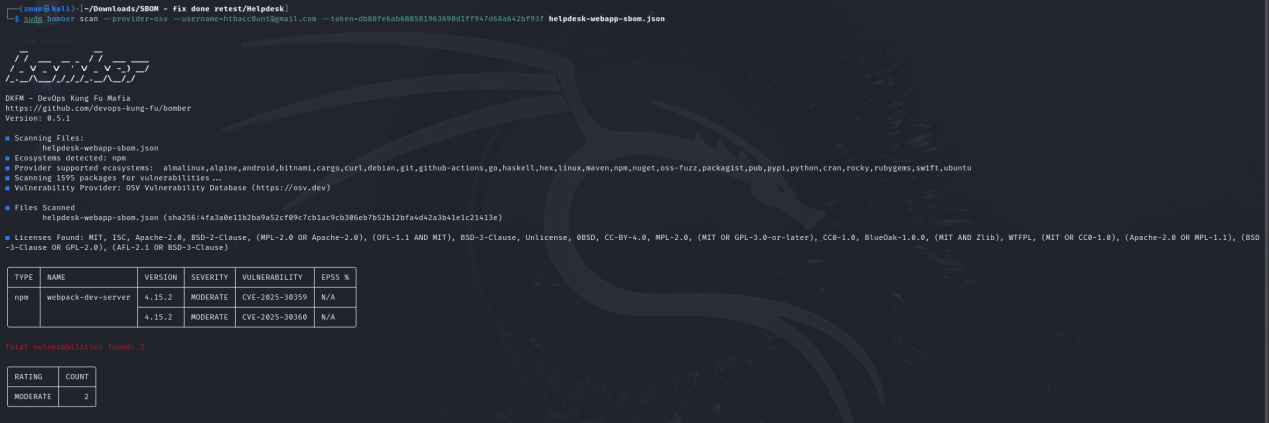 (zman㉿kali)-[~/Downloads/SBOM - fix done retest/Helpdesk]
$ sudo bomber scan --provider=osv --username=htbacc0unt@gmail.com --token=db88fe6ab688581963698d1ff947d68a642bf93f helpdesk-webapp-sbom.json
DKFM - DevOps Kung Fu Mafia
https://github.com/devops-kung-fu/bomber
Version: 0.5.1
■ Scanning Files:
helpdesk-webapp-sbom.json
■ Ecosystems detected: npm
■ Provider supported ecosystems: almalinux,alpine,android,bitnami,cargo,curl,debian,git,github-actions,go,haskell,hex,linux,maven,npm,nuget,oss-fuzz,packagist,pub,pypi,python,cran,rocky,rubygems,swift,ubuntu
■ Scanning 1595 packages for vulnerabilities...
■ Vulnerability Provider: OSV Vulnerability Database (https://osv.dev)
■ Files Scanned
helpdesk-webapp-sbom.json (sha256:4fa3a0e11b2ba9a52cf09c7cb1ac9cb306eb7b52b12bfa4d42a3b41e1c21413e)
■ Licenses Found: MIT, ISC, Apache-2.0, BSD-2-Clause, (MPL-2.0 OR Apache-2.0), (OFL-1.1 AND MIT), BSD-3-Clause, Unlicense, 0BSD, CC-BY-4.0, MPL-2.0, (MIT OR GPL-3.0-or-later), CC0-1.0, BlueOak-1.0.0, (MIT AND Zlib), WTFPL, (MIT OR CC0-1.0), (Apache-2.0 OR MPL-1.1), (BSD
-3-Clause OR GPL-2.0), (AFL-2.1 OR BSD-3-Clause)
TYPE NAME VERSION SEVERITY VULNERABILITY EPSS %
npm webpack-dev-server 4.15.2 MODERATE CVE-2025-30359 N/A
4.15.2 MODERATE CVE-2025-30360 N/A
Total vulnerabilities found: 2
RATING COUNT
MODERATE 2